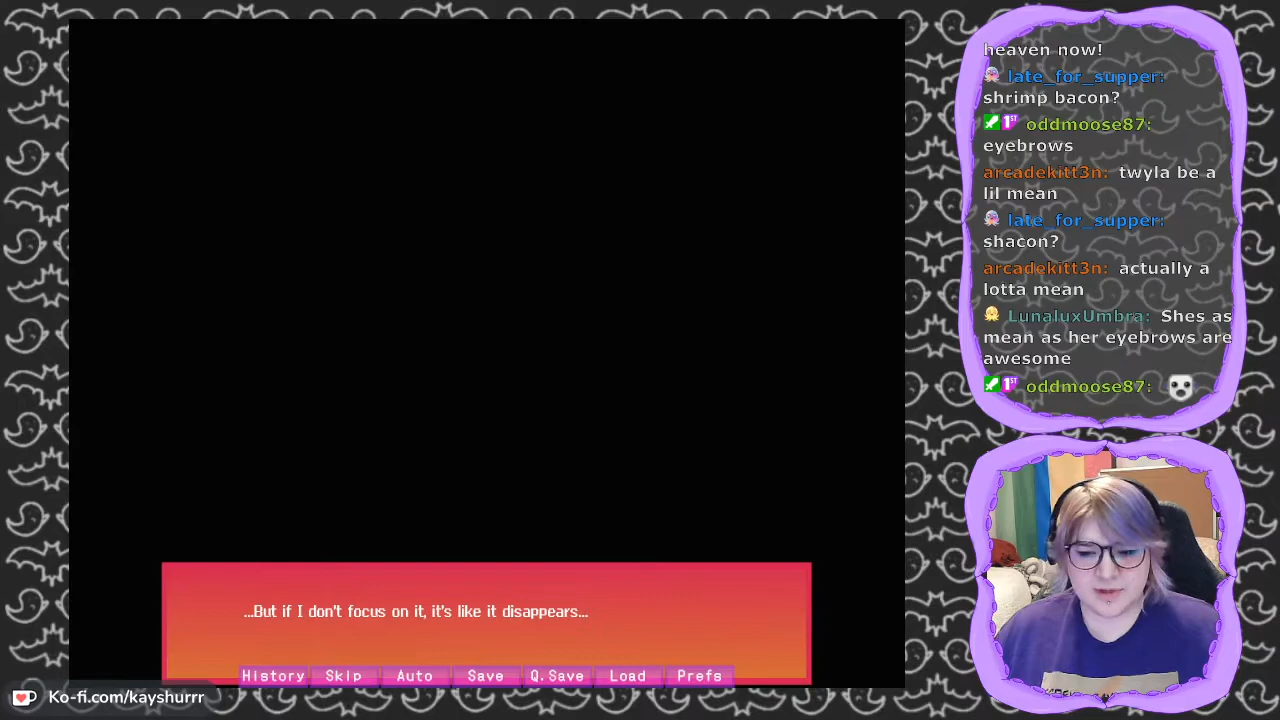 heaven now!
late_for_supper:
shrimp bacon?
1ST oddmoose87:
eyebrows
arcadekitt3n: twyla be a
lil mean
late_for_supper:
shacon?
arcadekitt3n: actually a
lotta mean
LunaluxUmbra: Shes as
mean as her eyebrows are
awesome
1ST oddmoose87:
...But if I don't focus on it, it's like it disappears...
History Skip Auto Save Q.Save Load Prefs
Ko-fi.com/kayshurrr